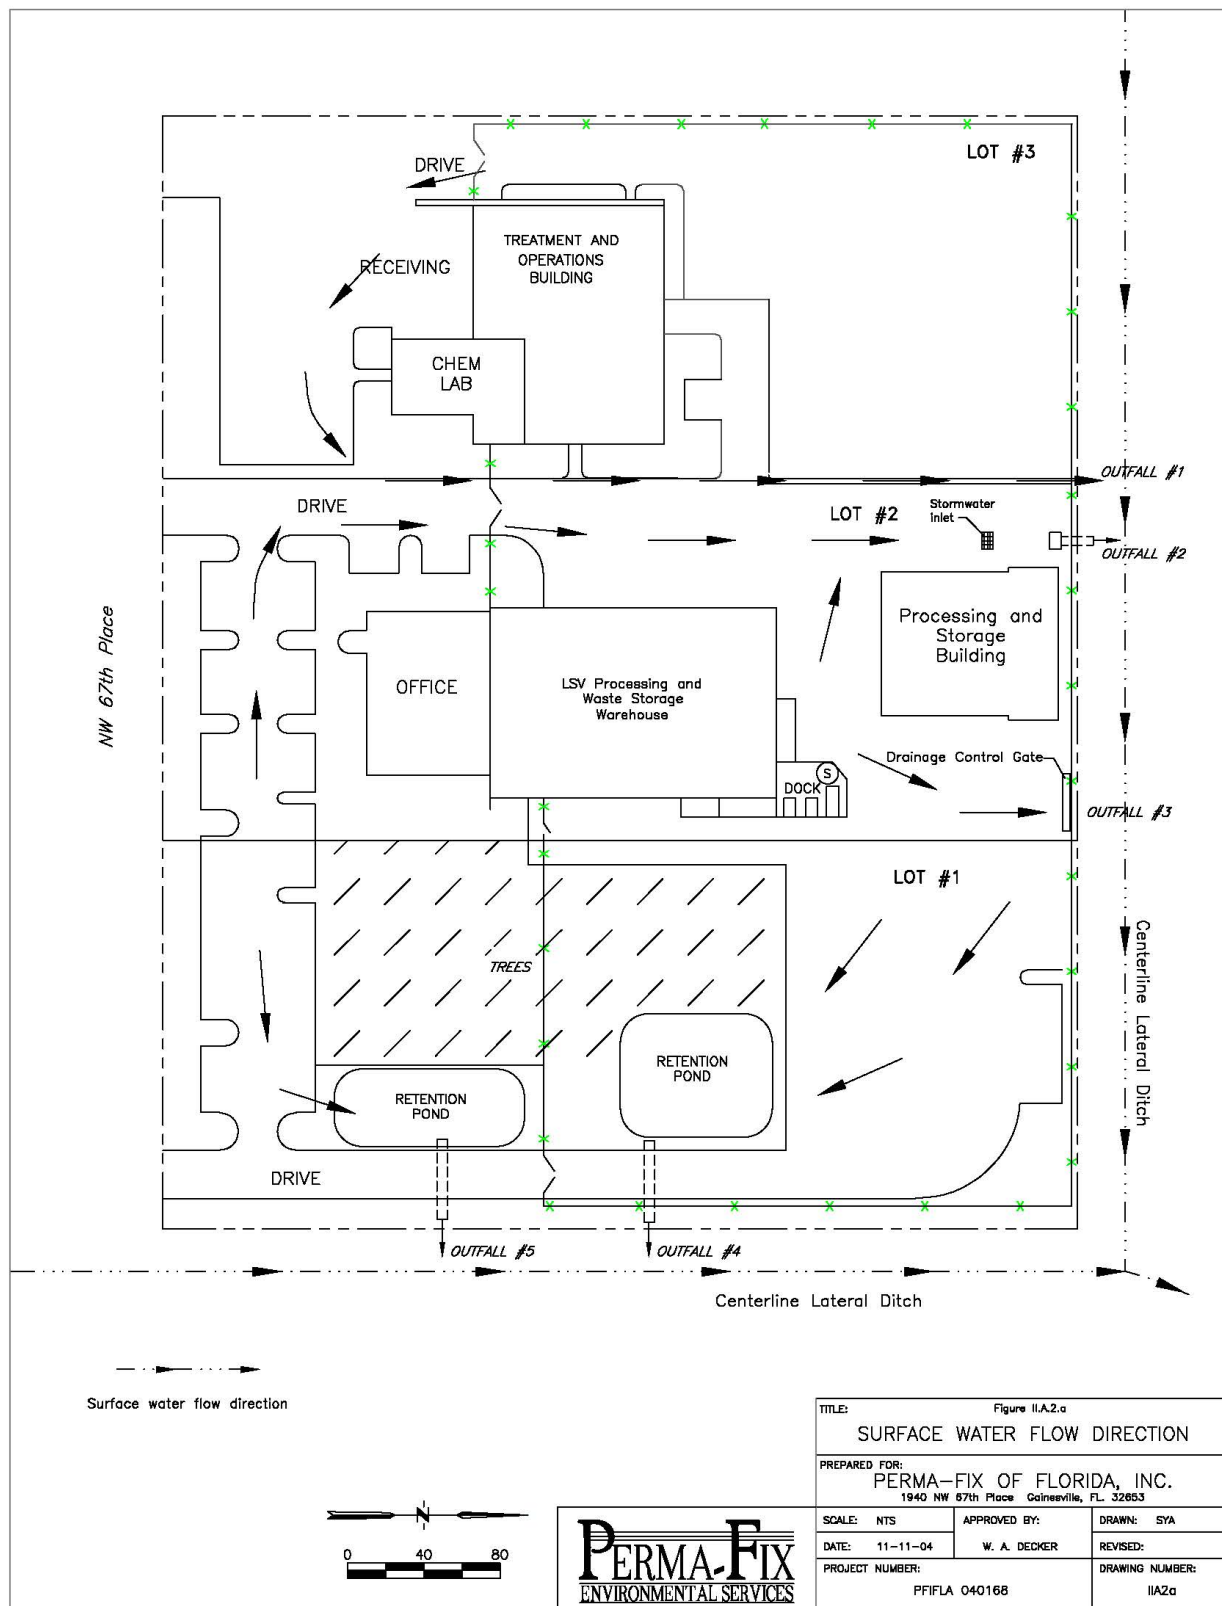 LOT #3
DRIVE
TREATMENT AND
OPERATIONS
BUILDING
RECEIVING
CHEM
LAB
OUTFALL #1
DRIVE
LOT #2
Stormwater
inlet
OUTFALL #2
NW 67th Place
Processing and
Storage
Building
OFFICE
LSV Processing and
Waste Storage
Warehouse
Drainage Control Gate
S
DOCK
OUTFALL #3
LOT #1
TREES
Centerline Lateral Ditch
RETENTION
POND
RETENTION
POND
DRIVE
OUTFALL #5
OUTFALL #4
Centerline Lateral Ditch
Surface water flow direction
N
0 40 80
PERMA-FIX
ENVIRONMENTAL SERVICES
TITLE: Figure II.A.2.a
SURFACE WATER FLOW DIRECTION
PREPARED FOR:
PERMA-FIX OF FLORIDA, INC.
1940 NW 67th Place Gainesville, FL. 32653
SCALE: NTS
APPROVED BY:
DRAWN: SYA
DATE: 11-11-04
W. A. DECKER
REVISED:
PROJECT NUMBER:
PFIFLA 040168
DRAWING NUMBER:
IIA2a